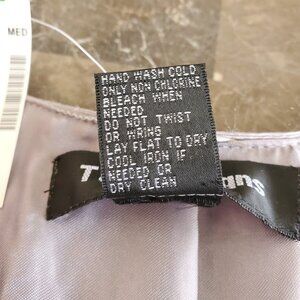 MED
HAND WASH COLD
ONLY NON CHLORINE
BLEACH WHEN
NEEDED
DO NOT TWIST
OR WRING
LAY FLAT TO DRY
COOL IRON IF
NEEDED OR
DRY CLEAN